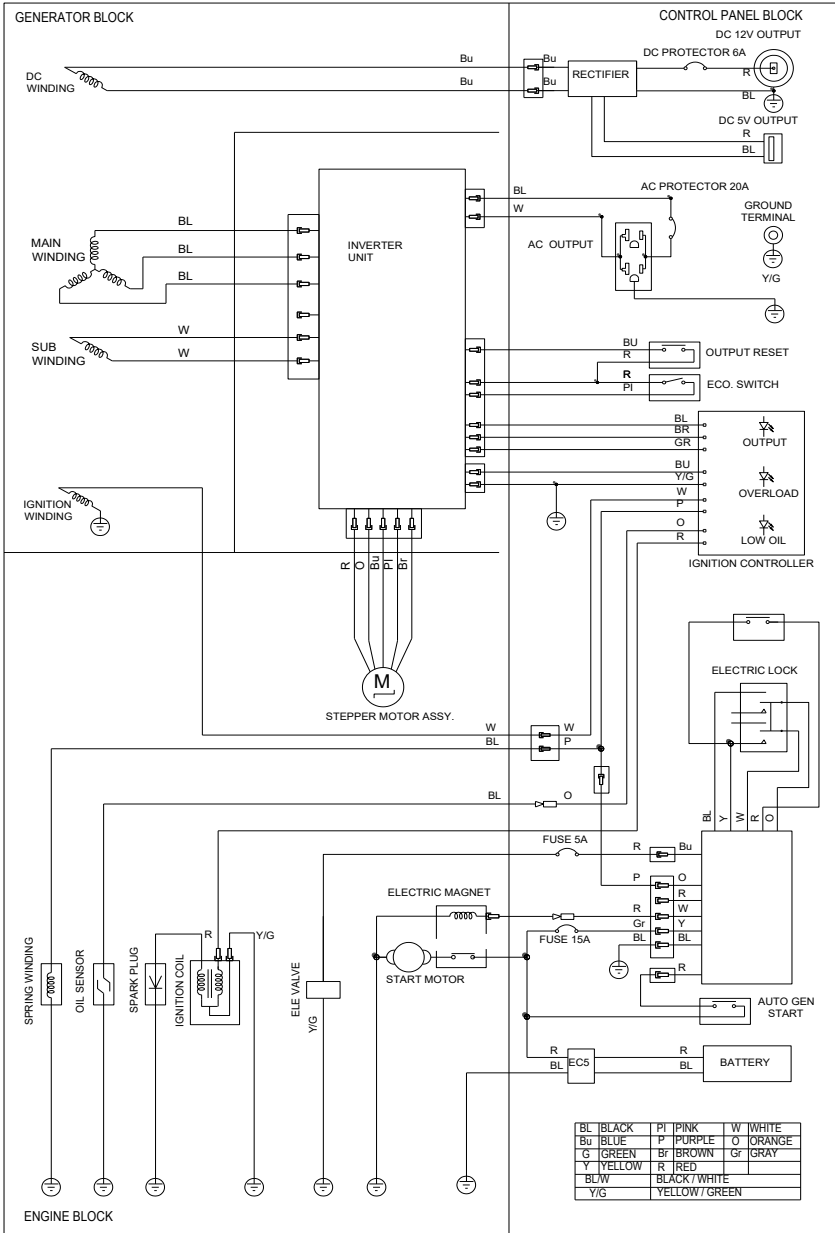 GENERATOR BLOCK
CONTROL PANEL BLOCK
DC 12V OUTPUT
DC PROTECTOR 6A
DC
WINDING
Bu
Bu
Bu
Bu
RECTIFIER
R
BL
DC 5V OUTPUT
R
BL
MAIN
WINDING
BL
BL
BL
INVERTER
UNIT
BL
W
AC PROTECTOR 20A
AC OUTPUT
GROUND
TERMINAL
Y/G
SUB
WINDING
W
W
BU
R
OUTPUT RESET
R
PI
ECO. SWITCH
BL
BR
GR
BU
Y/G
W
P
O
R
OUTPUT
OVERLOAD
LOW OIL
IGNITION CONTROLLER
IGNITION
WINDING
R
O
Bu
PI
Br
M
STEPPER MOTOR ASSY.
ELECTRIC LOCK
W
W
BL
P
BL
O
BL
Y
W
R
O
FUSE 5A
R
Bu
P
O
R
R
W
Gr
Y
BL
BL
R
ELECTRIC MAGNET
FUSE 15A
START MOTOR
SPRING WINDING
OIL SENSOR
SPARK PLUG
IGNITION COIL
R
Y/G
ELE VALVE
Y/G
AUTO GEN
START
R
BL
EC5
R
BL
BATTERY
BL BLACK PI PINK W WHITE
Bu BLUE P PURPLE O ORANGE
G GREEN Br BROWN Gr GRAY
Y YELLOW R RED
BL/W BLACK / WHITE
Y/G YELLOW / GREEN
ENGINE BLOCK